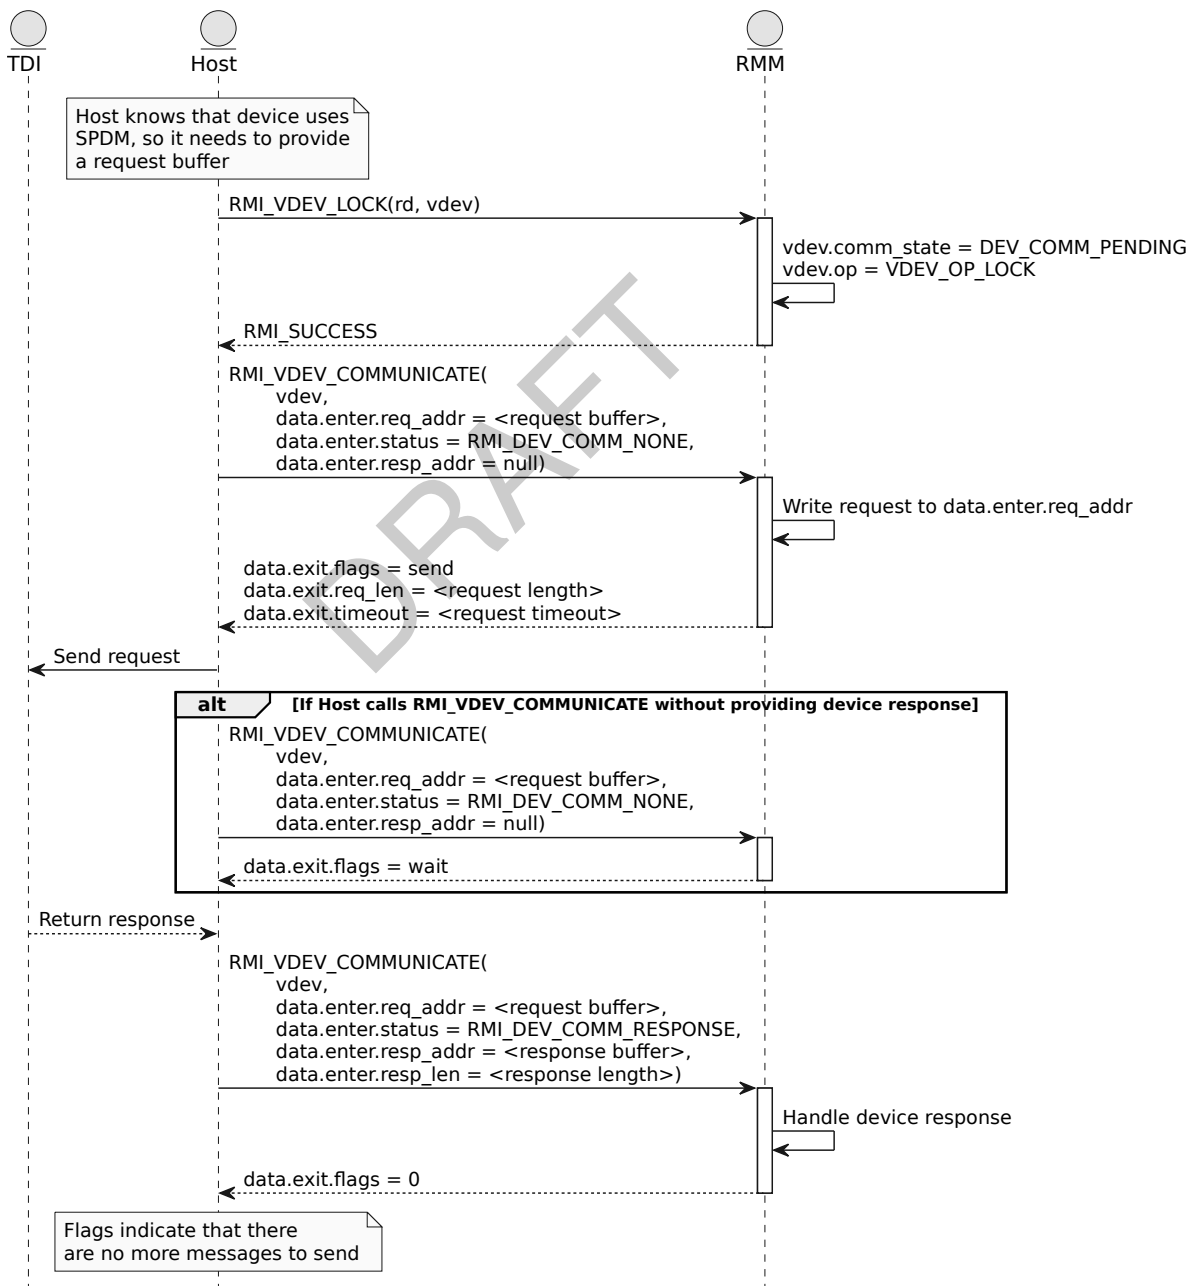 TDI
Host
RMM
Host knows that device uses
SPDM, so it needs to provide
a request buffer
RMI_VDEV_LOCK(rd, vdev)
vdev.comm_state = DEV_COMM_PENDING
vdev.op = VDEV_OP_LOCK
RMI_SUCCESS
RMI_VDEV_COMMUNICATE(
vdev,
data.enter.req_addr = <request buffer>,
data.enter.status = RMI_DEV_COMM_NONE,
data.enter.resp_addr = null)
Write request to data.enter.req_addr
data.exit.flags = send
data.exit.req_len = <request length>
data.exit.timeout = <request timeout>
DRAFT
Send request
alt
[If Host calls RMI_VDEV_COMMUNICATE without providing device response]
RMI_VDEV_COMMUNICATE(
vdev,
data.enter.req_addr = <request buffer>,
data.enter.status = RMI_DEV_COMM_NONE,
data.enter.resp_addr = null)
data.exit.flags = wait
Return response
RMI_VDEV_COMMUNICATE(
vdev,
data.enter.req_addr = <request buffer>,
data.enter.status = RMI_DEV_COMM_RESPONSE,
data.enter.resp_addr = <response buffer>,
data.enter.resp_len = <response length>)
Handle device response
data.exit.flags = 0
Flags indicate that there
are no more messages to send